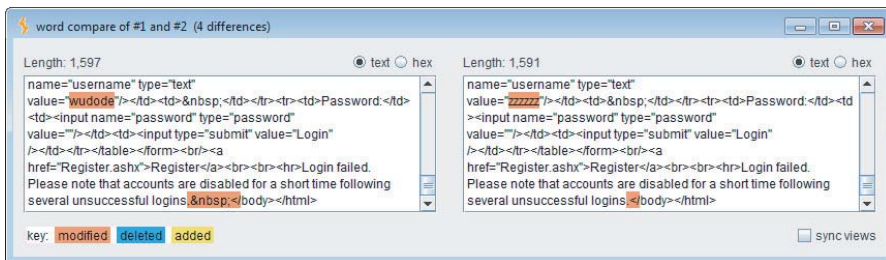 word compare of #1 and #2 (4 differences)
Length: 1,597
text
hex
name="username" type="text"
value="wudode"/></td><td>&nbsp;</td></tr><tr><td>Password:</td>
<td><input name="password" type="password"
value=""/></td><td><input type="submit" value="Login"
/></td></tr></table></form><br/><a
href="Register.ashx">Register</a><br><br><hr>Login failed.
Please note that accounts are disabled for a short time following
several unsuccessful logins.&nbsp;</body></html>
Length: 1,591
text
hex
name="username" type="text"
value="zzzzzz"/></td><td>&nbsp;</td></tr><tr><td>Password:</td><td
><input name="password" type="password"
value=""/></td><td><input type="submit" value="Login"
/></td></tr></table></form><br/><a
href="Register.ashx">Register</a><br><br><hr>Login failed.
Please note that accounts are disabled for a short time following
several unsuccessful logins.</body></html>
key: modified deleted added
sync views